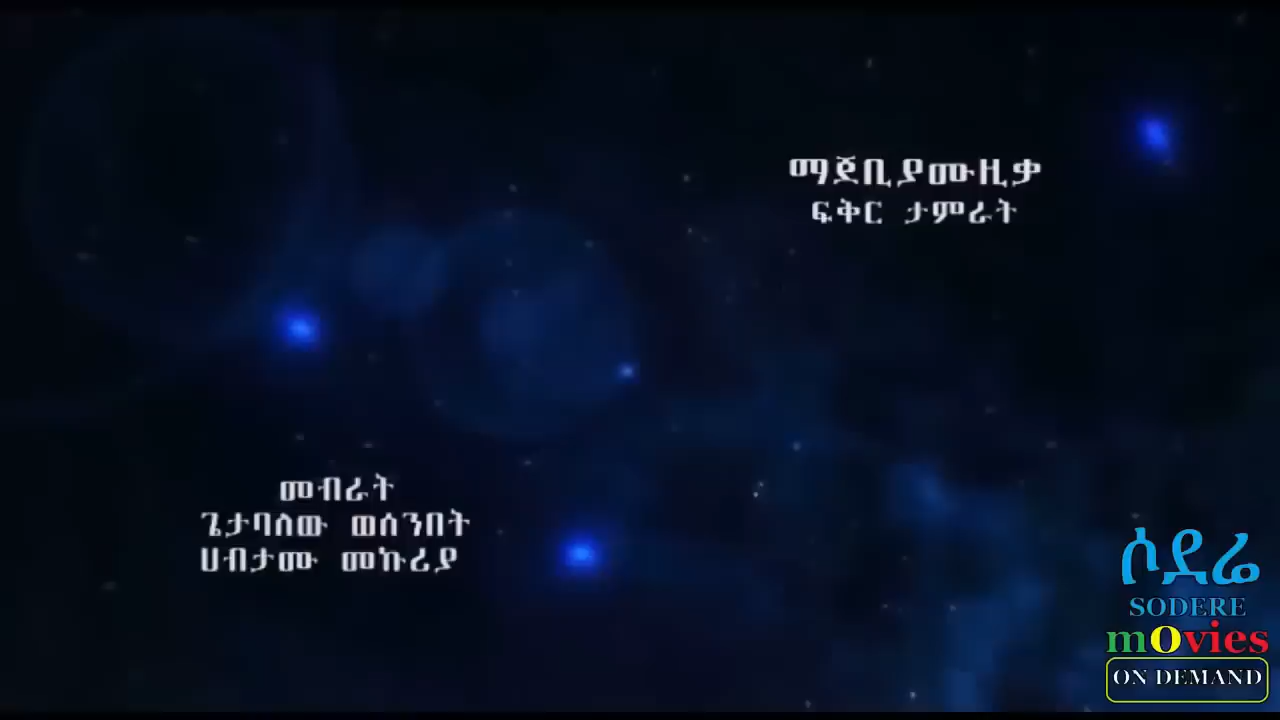 ማጀቢያሙዚቃ
ፍቅር ታምራት
መብራት
ጌታባለው ወሰንበት
ሀብታሙ መኩሪያ
ሶደሬ
SODERE
mOvies
ON DEMAND